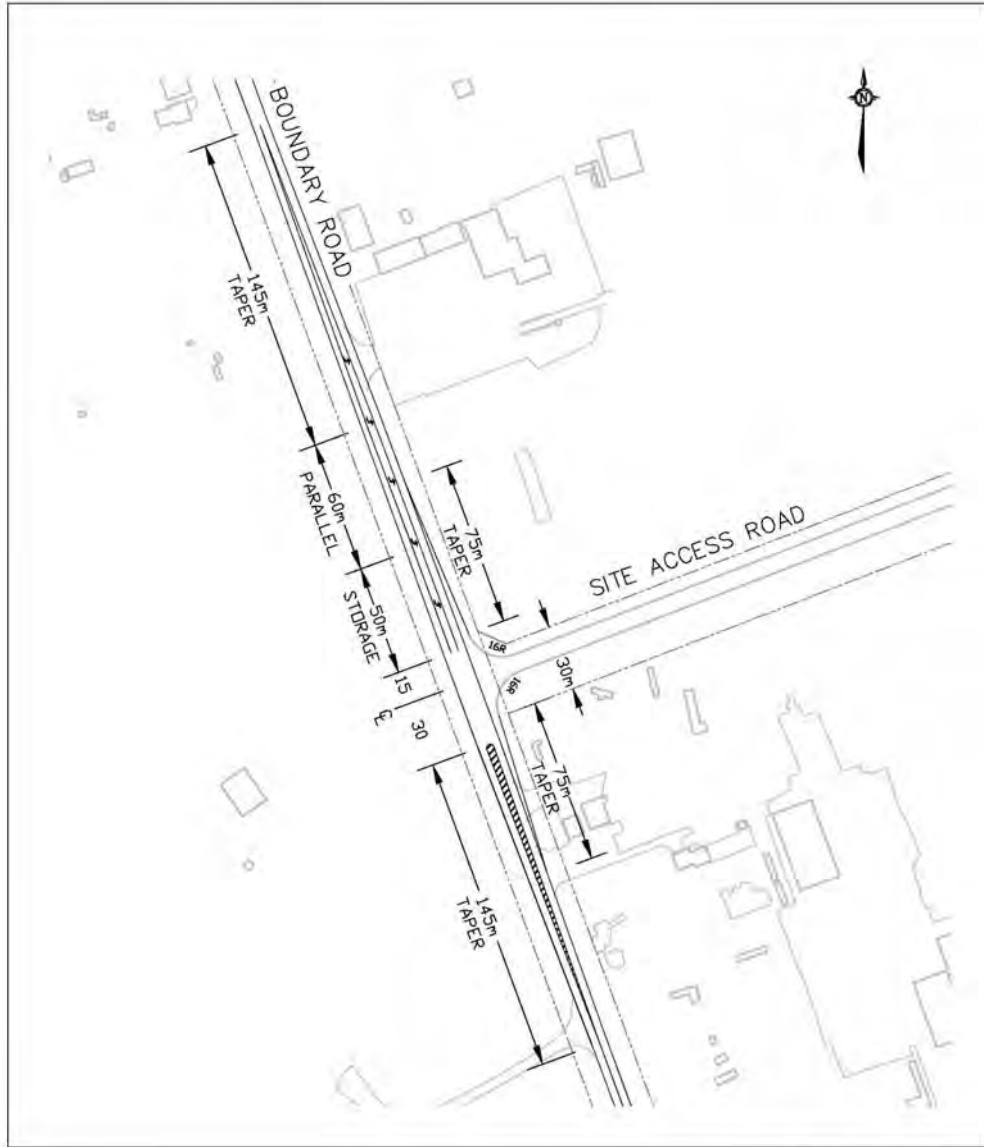 N
BOUNDARY ROAD
145m
TAPER
60m
PARALLEL
75m
TAPER
SITE ACCESS ROAD
50m
STORAGE
16R
30m
16R
15
℄
30
75m
TAPER
145m
TAPER